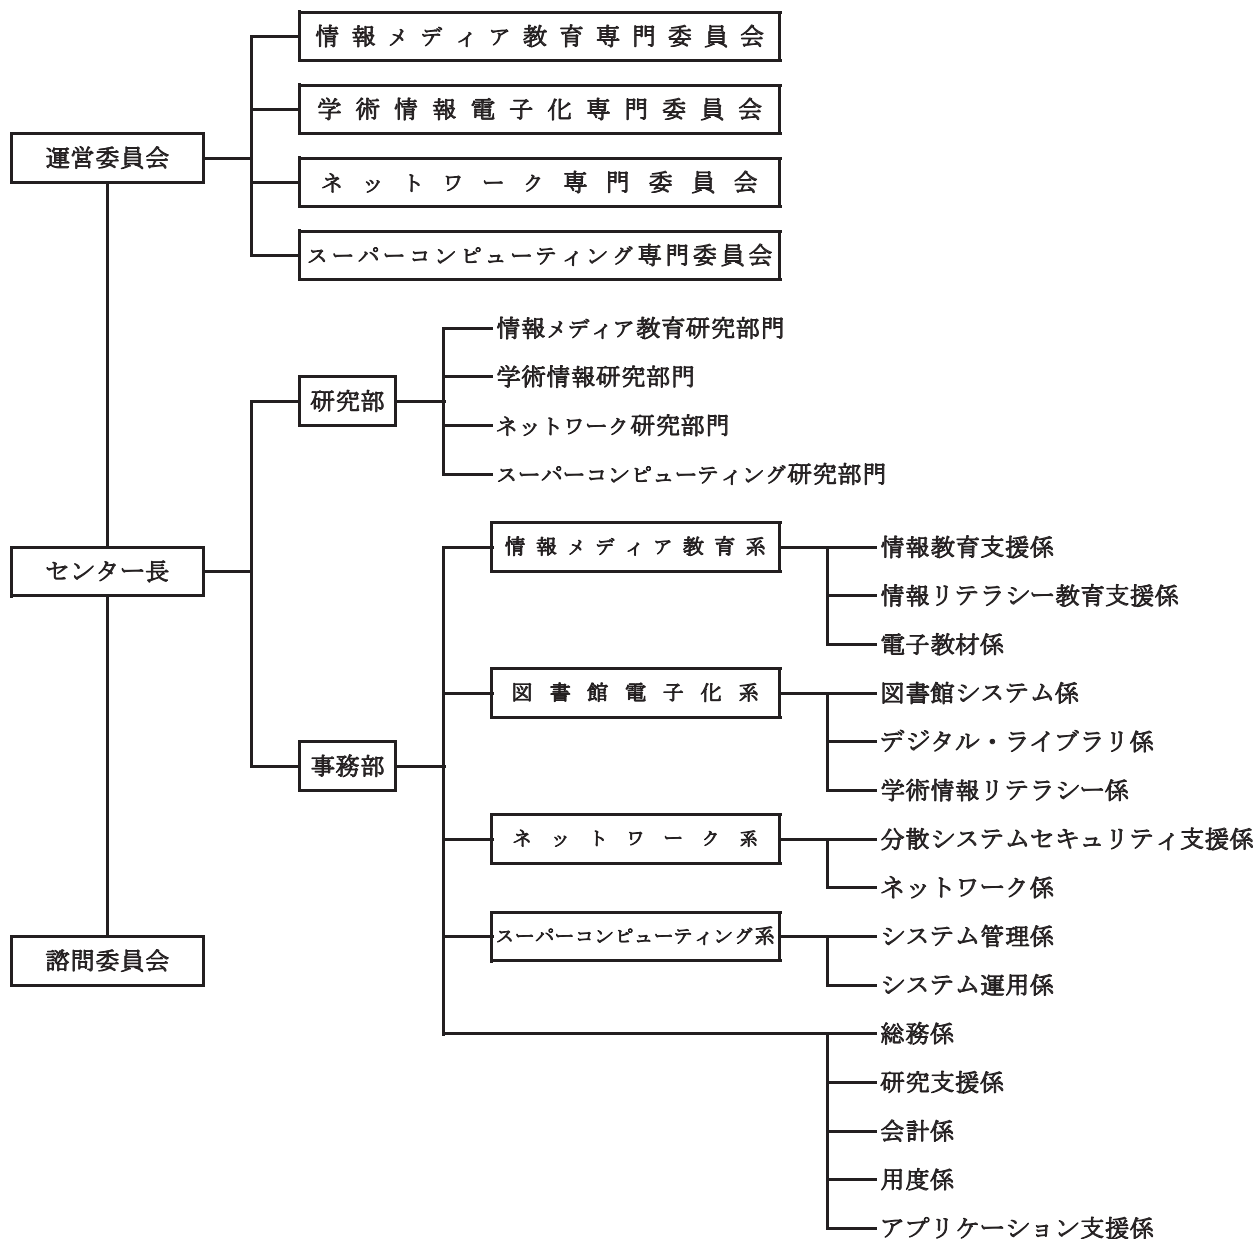 情報メディア教育専門委員会
学術情報電子化専門委員会
運営委員会
ネットワーク専門委員会
スーパーコンピューティング専門委員会
情報メディア教育研究部門
学術情報研究部門
研究部
ネットワーク研究部門
スーパーコンピューティング研究部門
情報メディア教育系
情報教育支援係
センター長
情報リテラシー教育支援係
電子教材係
図書館電子化系
図書館システム係
デジタル・ライブラリ係
事務部
学術情報リテラシー係
ネットワーク系
分散システムセキュリティ支援係
ネットワーク係
スーパーコンピューティング系
システム管理係
諮問委員会
システム運用係
総務係
研究支援係
会計係
用度係
アプリケーション支援係